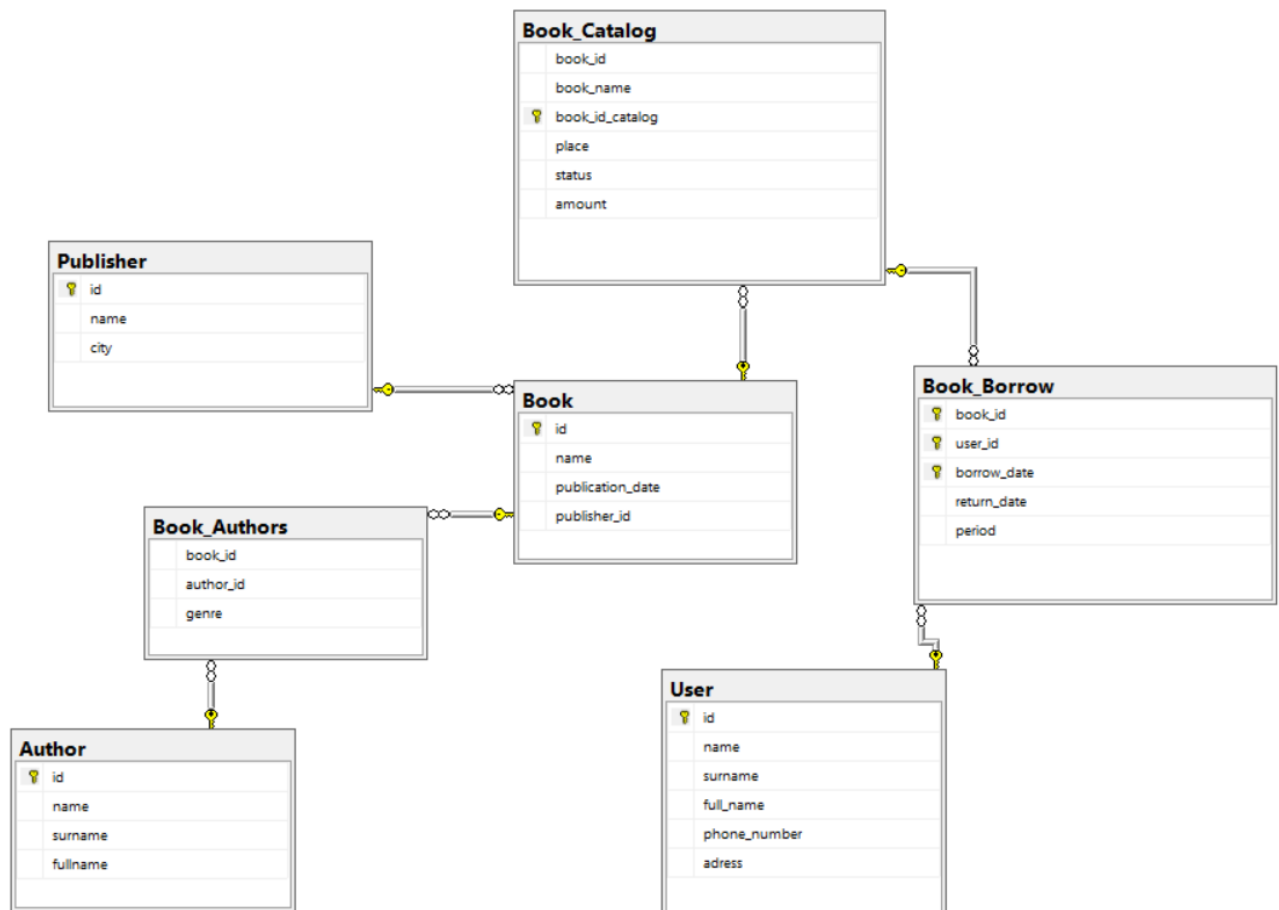 Book_Catalog
book_id
book_name
book_id_catalog
place
status
amount
Publisher
id
name
city
Book
id
name
publication_date
publisher_id
Book_Borrow
book_id
user_id
borrow_date
return_date
period
Book_Authors
book_id
author_id
genre
User
id
name
surname
full_name
phone_number
adress
Author
id
name
surname
fullname